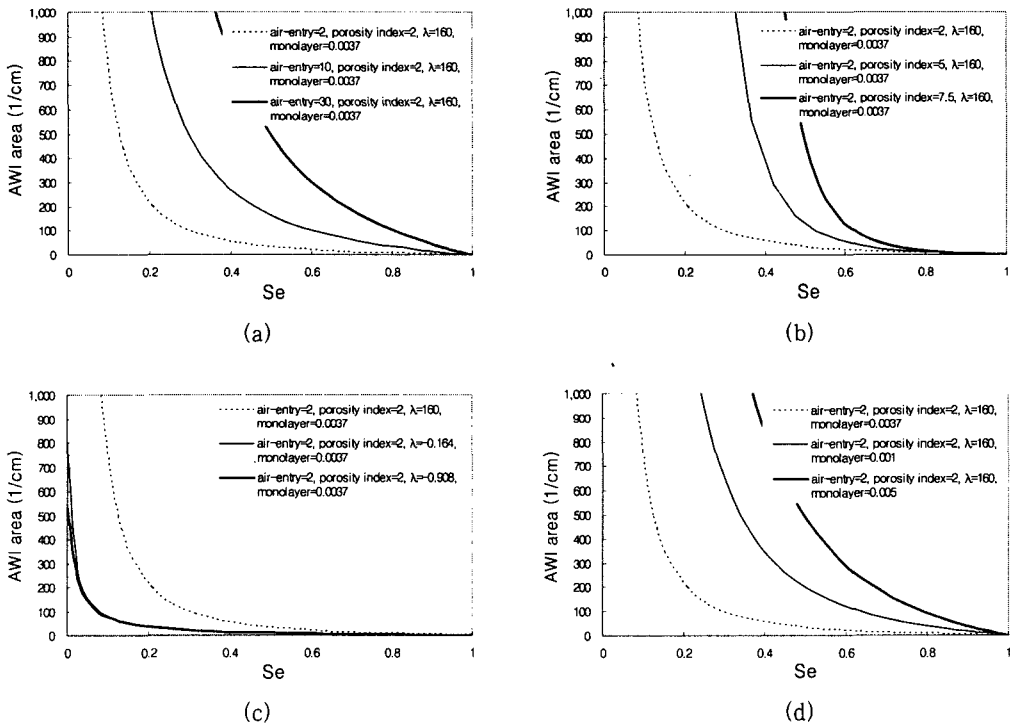 1,000
900
800
700
600
500
400
300
200
100
0
AWI area (1/cm)
0 0.2 0.4 0.6 0.8 1
Se
air-entry=2, porosity index=2, λ=160,
monolayer=0.0037
air-entry=10, porosity index=2, λ=160,
monolayer=0.0037
air-entry=30, porosity index=2, λ=160,
monolayer=0.0037
(a)
1,000
900
800
700
600
500
400
300
200
100
0
AWI area (1/cm)
0 0.2 0.4 0.6 0.8 1
Se
air-entry=2, porosity index=2, λ=160,
monolayer=0.0037
air-entry=2, porosity index=5, λ=160,
monolayer=0.0037
air-entry=2, porosity index=7.5, λ=160,
monolayer=0.0037
(b)
1,000
900
800
700
600
500
400
300
200
100
0
AWI area (1/cm)
0 0.2 0.4 0.6 0.8 1
Se
air-entry=2, porosity index=2, λ=160,
monolayer=0.0037
air-entry=2, porosity index=2, λ=-0.164,
monolayer=0.0037
air-entry=2, porosity index=2, λ=-0.908,
monolayer=0.0037
(c)
1,000
900
800
700
600
500
400
300
200
100
0
AWI area (1/cm)
0 0.2 0.4 0.6 0.8 1
Se
air-entry=2, porosity index=2, λ=160,
monolayer=0.0037
air-entry=2, porosity index=2, λ=160,
monolayer=0.001
air-entry=2, porosity index=2, λ=160,
monolayer=0.005
(d)